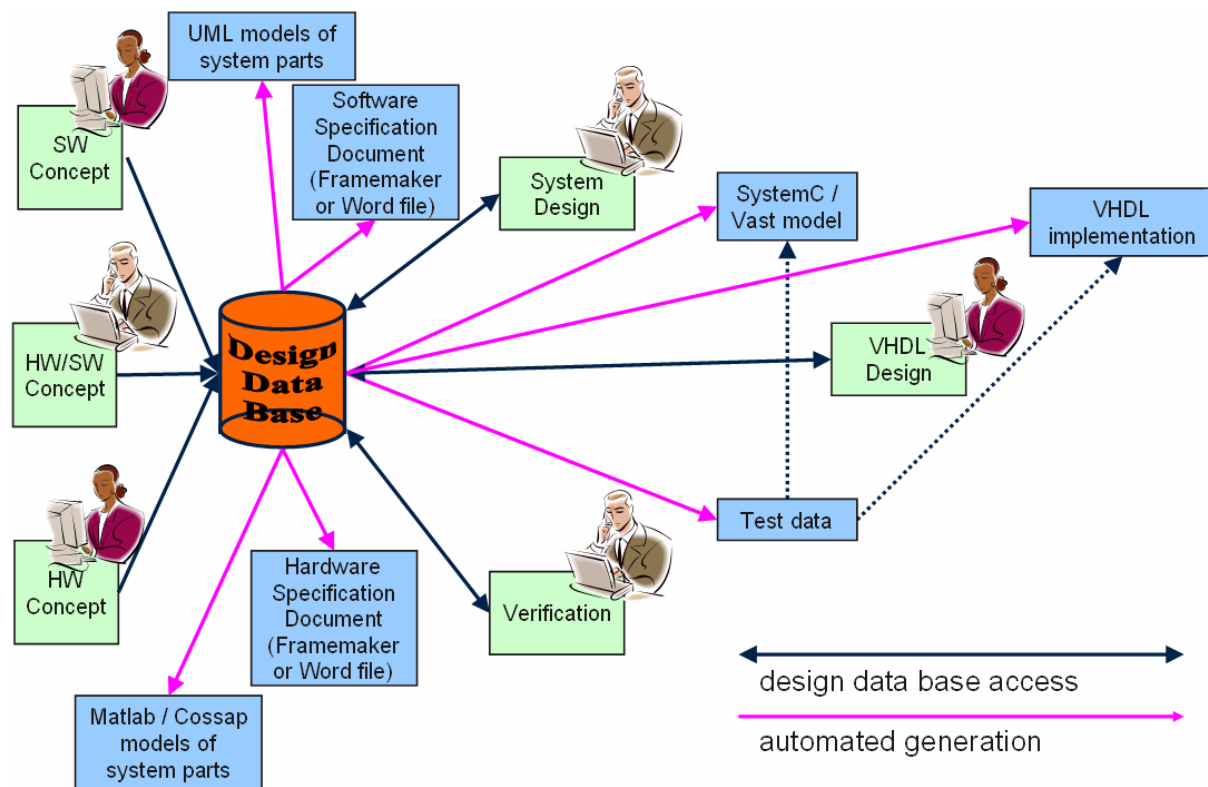 UML models of
system parts
SW
Concept
Software
Specification
Document
(Framemaker
or Word file)
System
Design
SystemC /
Vast model
VHDL
implementation
HW/SW
Concept
Design
Data
Base
VHDL
Design
HW
Concept
Hardware
Specification
Document
(Framemaker
or Word file)
Verification
Test data
Matlab / Cossap
models of
system parts
design data base access
automated generation